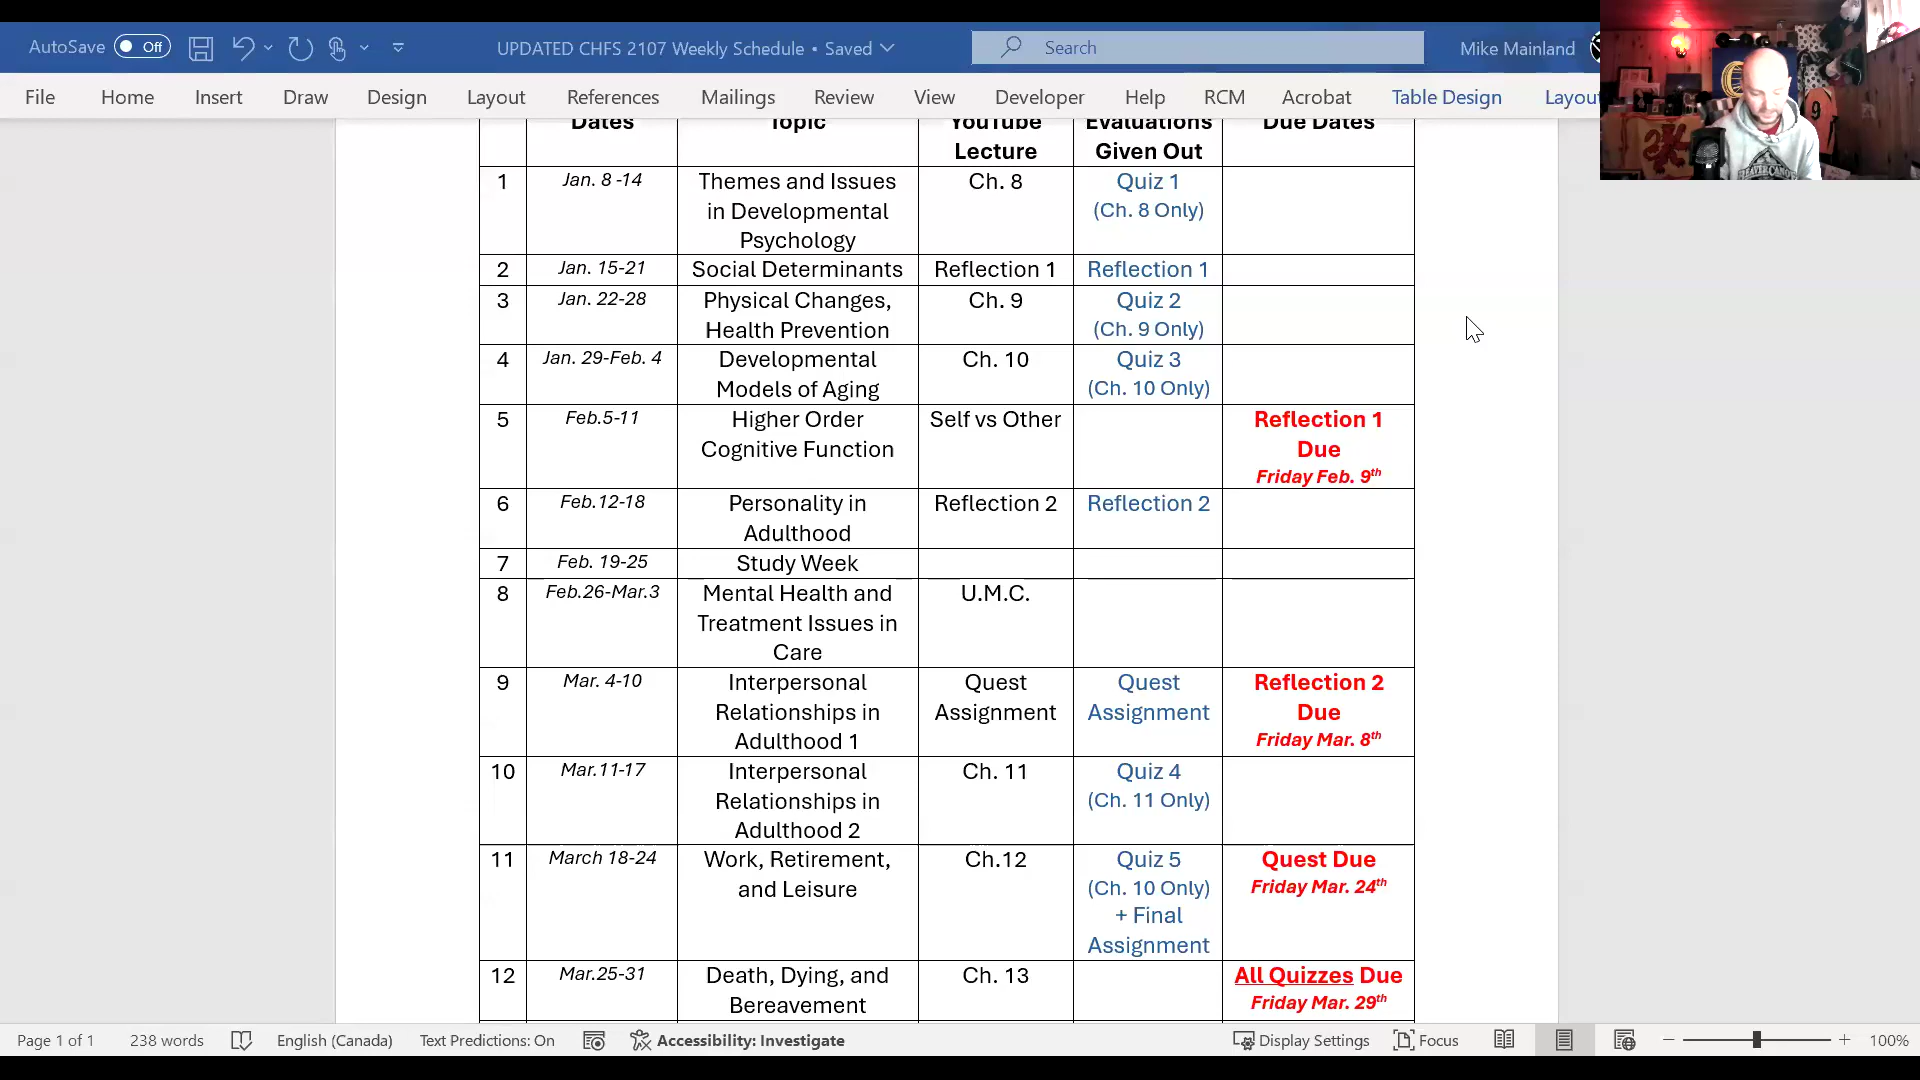 AutoSave Off
UPDATED CHFS 2107 Weekly Schedule • Saved
Search
Mike Mainland
File Home Insert Draw Design Layout References Mailings Review View Developer Help RCM Acrobat Table Design Layout
Dates Topic YouTube Lecture Evaluations Given Out Due Dates
1 Jan. 8 -14 Themes and Issues in Developmental Psychology Ch. 8 Quiz 1 (Ch. 8 Only)
2 Jan. 15-21 Social Determinants Reflection 1 Reflection 1
3 Jan. 22-28 Physical Changes, Health Prevention Ch. 9 Quiz 2 (Ch. 9 Only)
4 Jan. 29-Feb. 4 Developmental Models of Aging Ch. 10 Quiz 3 (Ch. 10 Only)
5 Feb.5-11 Higher Order Cognitive Function Self vs Other Reflection 1 Due Friday Feb. 9th
6 Feb.12-18 Personality in Adulthood Reflection 2 Reflection 2
7 Feb. 19-25 Study Week
8 Feb.26-Mar.3 Mental Health and Treatment Issues in Care U.M.C.
9 Mar. 4-10 Interpersonal Relationships in Adulthood 1 Quest Assignment Quest Assignment Reflection 2 Due Friday Mar. 8th
10 Mar.11-17 Interpersonal Relationships in Adulthood 2 Ch. 11 Quiz 4 (Ch. 11 Only)
11 March 18-24 Work, Retirement, and Leisure Ch.12 Quiz 5 (Ch. 10 Only) + Final Assignment Quest Due Friday Mar. 24th
12 Mar.25-31 Death, Dying, and Bereavement Ch. 13 All Quizzes Due Friday Mar. 29th
Page 1 of 1 238 words English (Canada) Text Predictions: On Accessibility: Investigate Display Settings Focus 100%